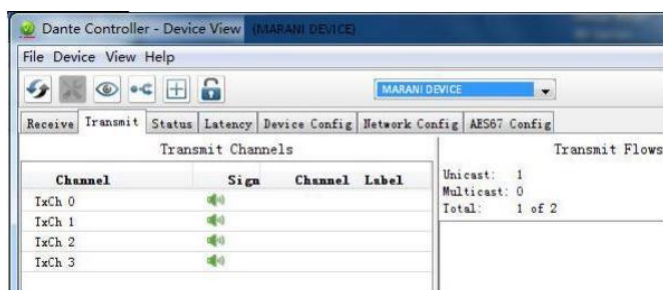 Dante Controller - Device View (MARANI DEVICE)
File Device View Help
MARANI DEVICE
Receive Transmit Status Latency Device Config Network Config AES67 Config
Transmit Channels
Channel Sign Channel Label
TxCh 0
TxCh 1
TxCh 2
TxCh 3
Transmit Flows
Unicast: 1
Multicast: 0
Total: 1 of 2